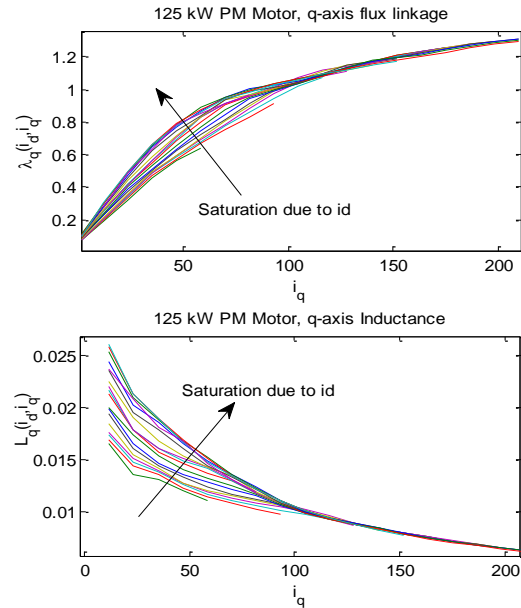 125 kW PM Motor, q-axis flux linkage
1.2
1
0.8
0.6
0.4
0.2
λq(id,iq)
Saturation due to id
50
100
150
200
iq
125 kW PM Motor, q-axis Inductance
0.025
0.02
0.015
0.01
Lq(id,iq)
Saturation due to id
0
50
100
150
200
iq